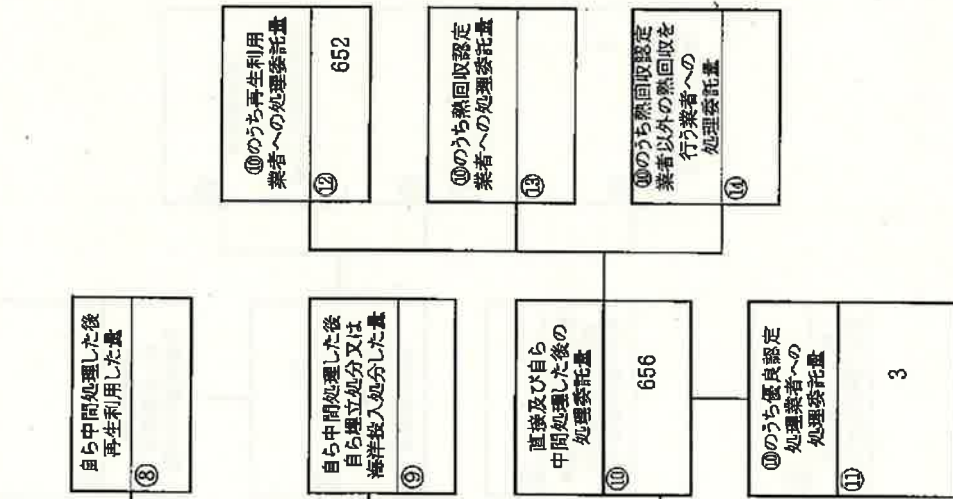 自ら中間処理した後
再生利用した量
⑧
自ら中間処理した後
自ら埋立処分又は
海洋投入処分した量
⑨
直接及び自ら
中間処理した後の
処理委託量
⑩
656
⑩のうち優良認定
処理業者への
処理委託量
⑪
3
⑩のうち再生利用
業者への処理委託量
⑫
652
⑩のうち熱回収認定
業者への処理委託量
⑬
⑩のうち熱回収認定
業者以外の熱回収を
行う業者への
処理委託量
⑭